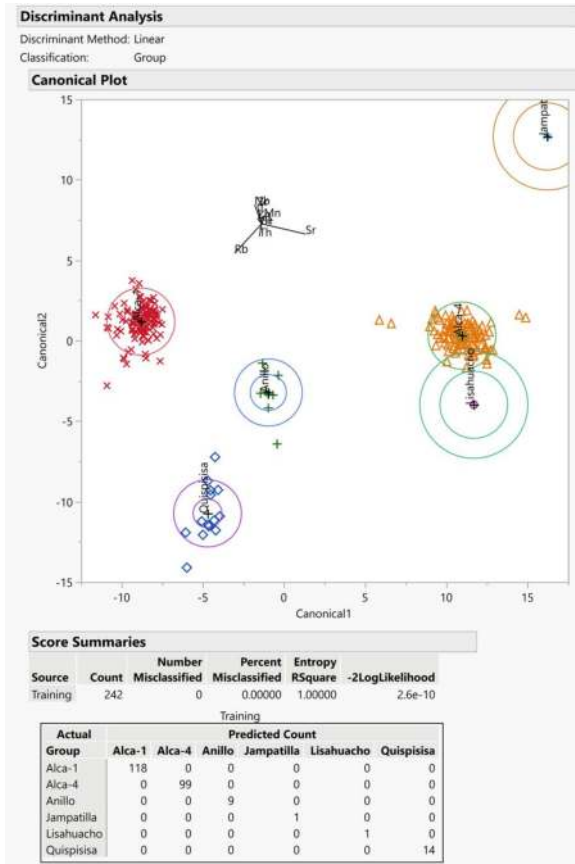 Discriminant Analysis
Discriminant Method: Linear
Classification: Group
Canonical Plot
15
Jampat
10
Mn
Sr
Th
Rb
5
Alca-4
Canonical2
0
Anillo
Lisahuacho
-5
Quispisisa
-10
-15
-10 -5 0 5 10 15
Canonical1
Score Summaries
Number Percent Entropy
Source Count Misclassified Misclassified RSquare -2LogLikelihood
Training 242 0 0.00000 1.00000 2.6e-10
Training
Actual Predicted Count
Group Alca-1 Alca-4 Anillo Jampatilla Lisahuacho Quispisisa
Alca-1 118 0 0 0 0 0
Alca-4 0 99 0 0 0 0
Anillo 0 0 9 0 0 0
Jampatilla 0 0 0 1 0 0
Lisahuacho 0 0 0 0 1 0
Quispisisa 0 0 0 0 0 14